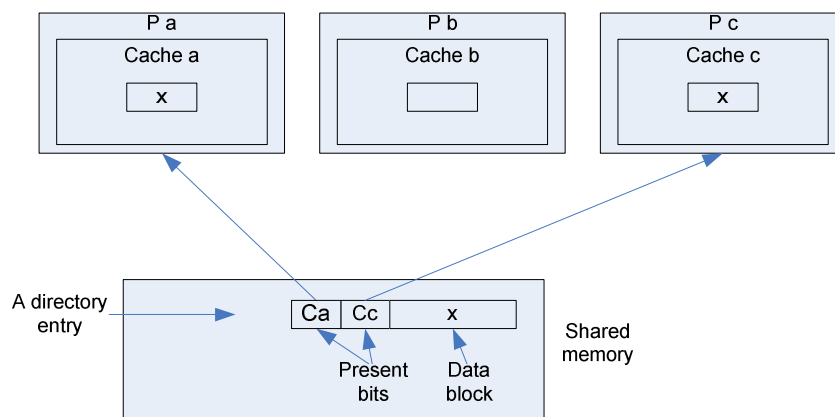 P a
Cache a
x
P b
Cache b
P c
Cache c
x
A directory
entry
Ca
Cc
x
Present
bits
Data
block
Shared
memory